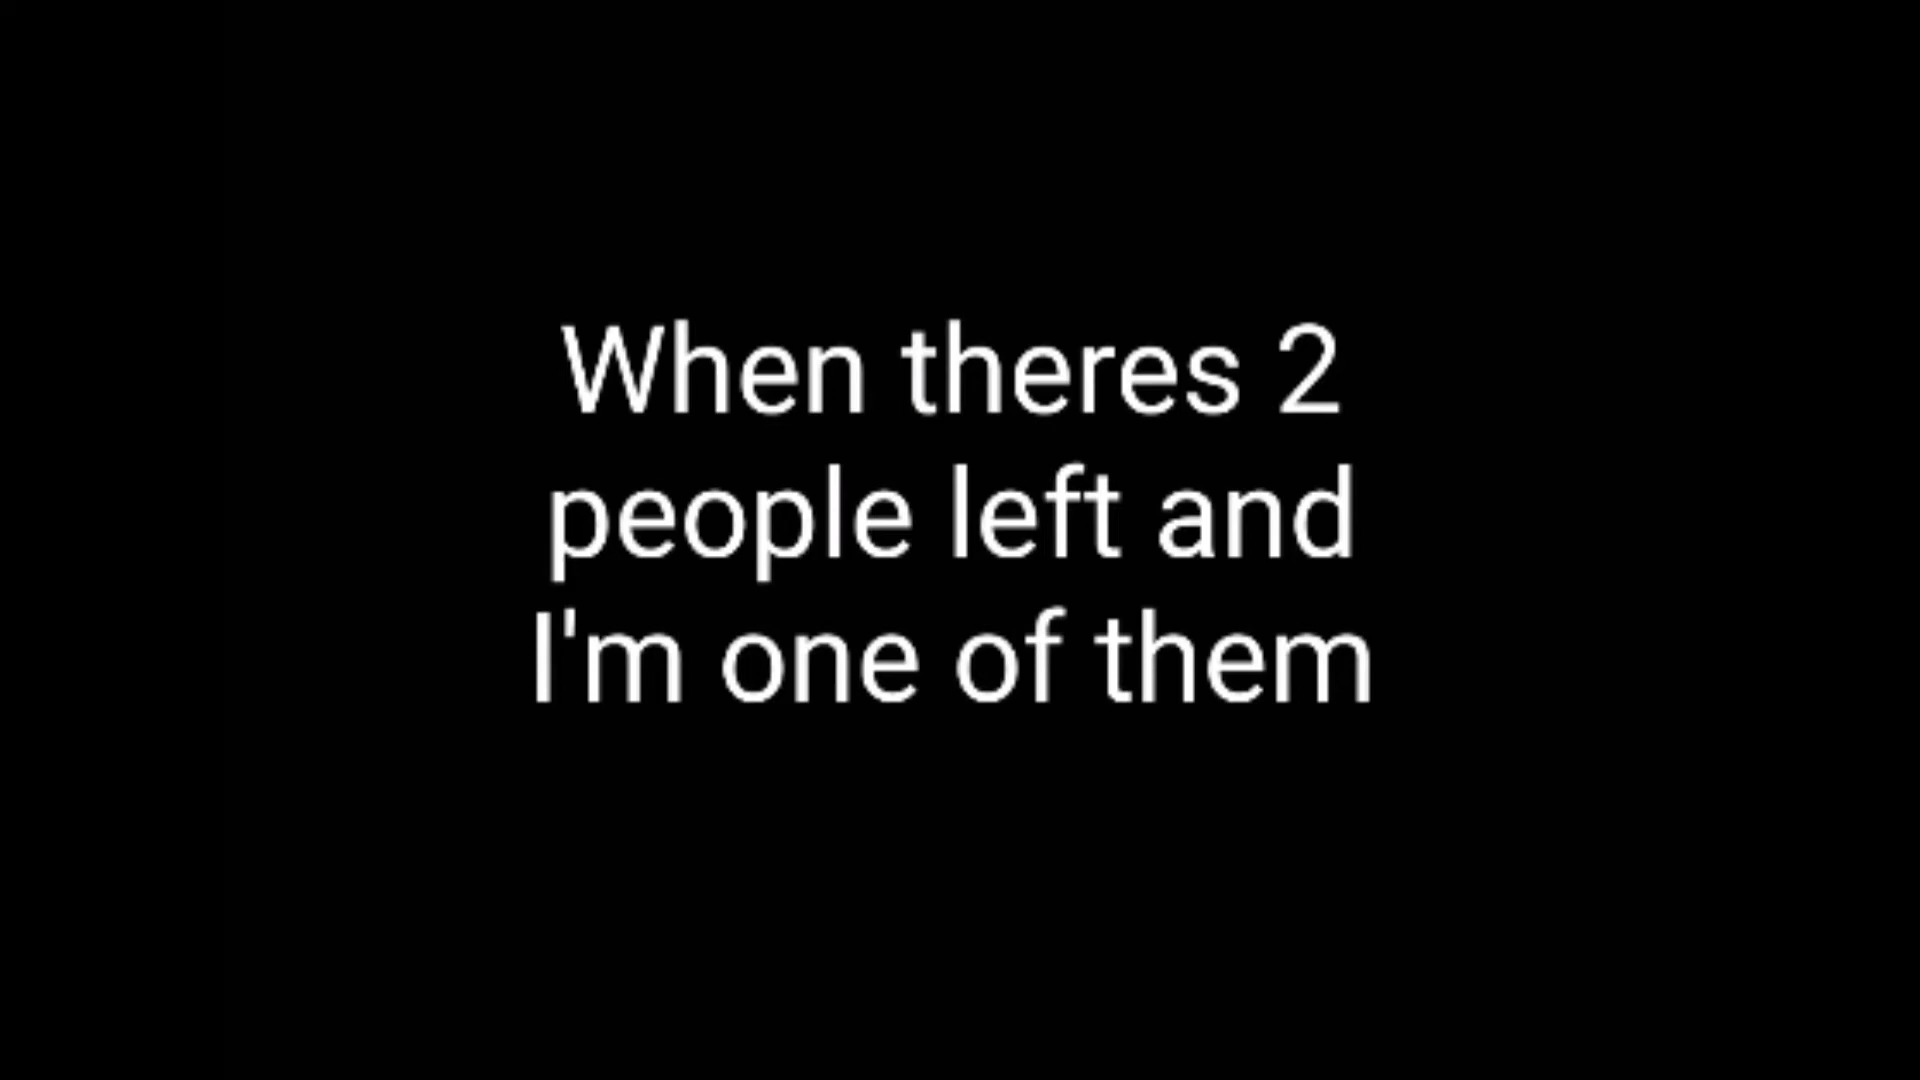 When theres 2
people left and
I'm one of them